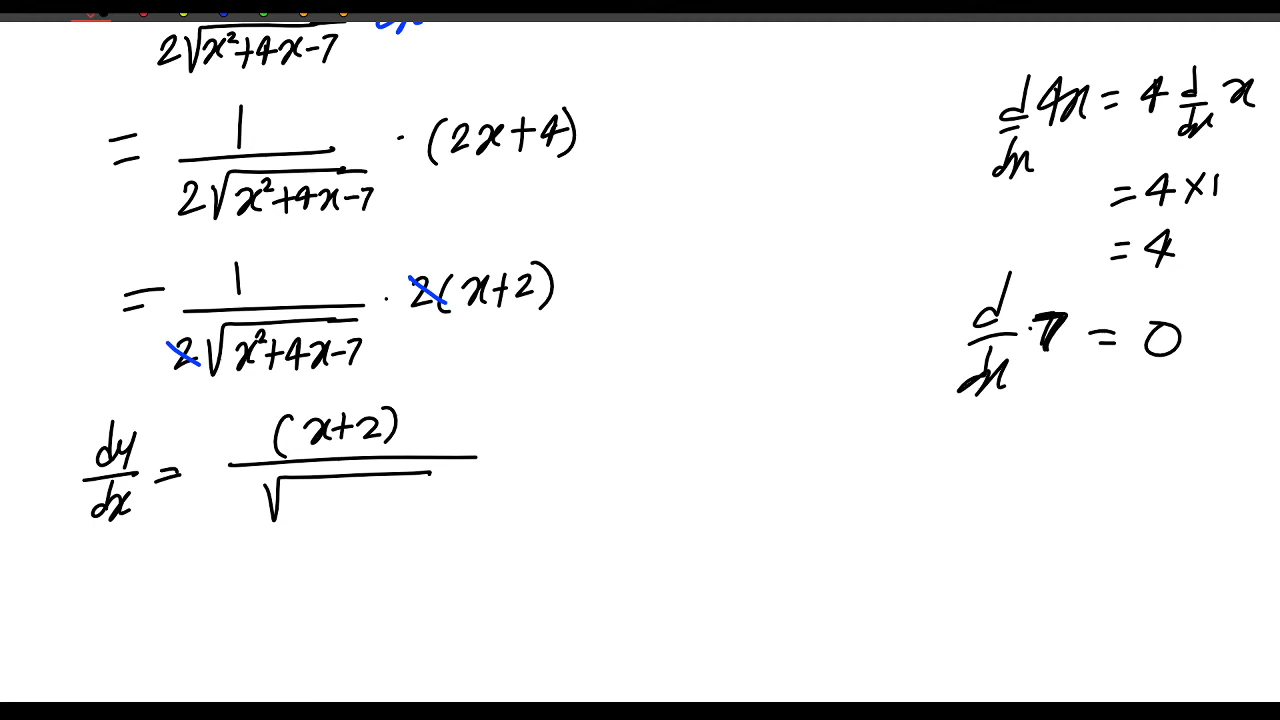 2√(x²+4x-7)
= 1/(2√(x²+4x-7)) · (2x+4)
= 1/(2√(x²+4x-7)) · 2(x+2)
dy/dx = (x+2)/√
d/dx 4x = 4 d/dx x
= 4 × 1
= 4
d/dx · 7 = 0